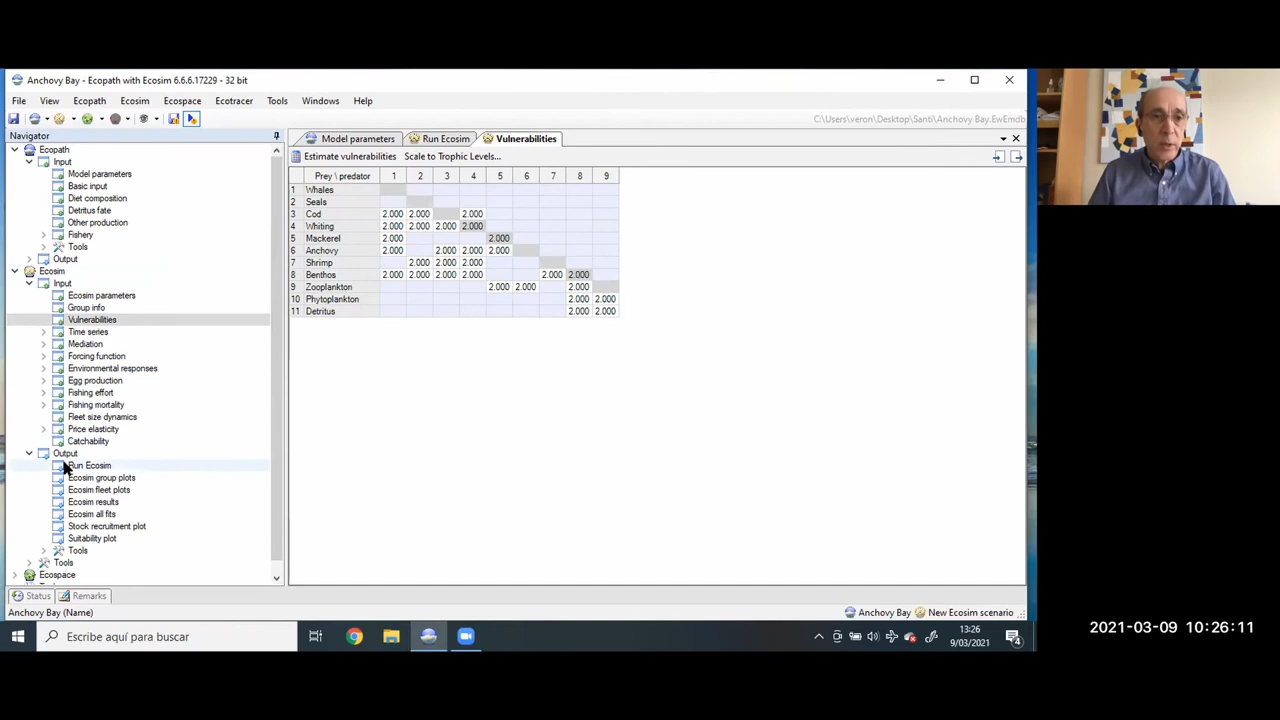 Anchovy Bay - Ecopath with Ecosim 6.6.6.17229 - 32 bit
File View Ecopath Ecosim Ecospace Ecotracer Tools Windows Help
C:\Users\veron\Desktop\Santi\Anchovy Bay.EwEmdb
Navigator
Ecopath
Input
Model parameters
Basic input
Diet composition
Detritus fate
Other production
Fishery
Tools
Output
Ecosim
Input
Ecosim parameters
Group info
Vulnerabilities
Time series
Mediation
Forcing function
Environmental responses
Egg production
Fishing effort
Fishing mortality
Fleet size dynamics
Price elasticity
Catchability
Output
Run Ecosim
Ecosim group plots
Ecosim fleet plots
Ecosim results
Ecosim all fits
Stock recruitment plot
Suitability plot
Tools
Tools
Ecospace
Model parameters Run Ecosim Vulnerabilities
Estimate vulnerabilities Scale to Trophic Levels...
Prey \ predator 1 2 3 4 5 6 7 8 9
1 Whales
2 Seals
3 Cod 2.000 2.000 2.000
4 Whiting 2.000 2.000 2.000 2.000
5 Mackerel 2.000 2.000
6 Anchovy 2.000 2.000 2.000 2.000
7 Shrimp 2.000 2.000 2.000
8 Benthos 2.000 2.000 2.000 2.000 2.000 2.000
9 Zooplankton 2.000 2.000 2.000
10 Phytoplankton 2.000 2.000
11 Detritus 2.000 2.000
Status Remarks
Anchovy Bay (Name) Anchovy Bay New Ecosim scenario
Escribe aquí para buscar
13:26
9/03/2021
4
2021-03-09 10:26:11